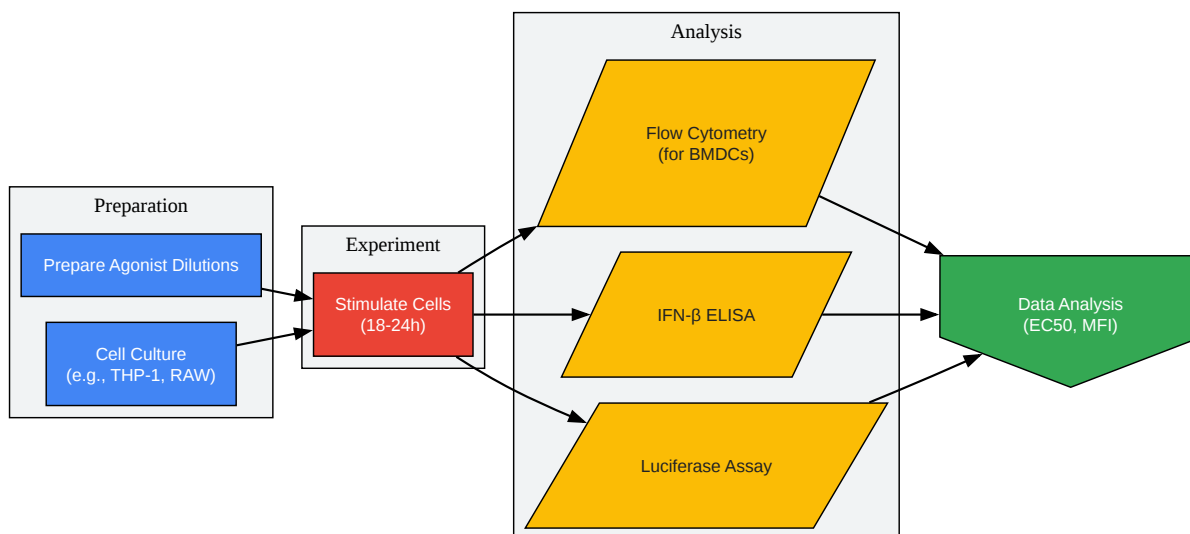 Preparation
Prepare Agonist Dilutions
Cell Culture
(e.g., THP-1, RAW)
Experiment
Stimulate Cells
(18-24h)
Analysis
Flow Cytometry
(for BMDCs)
IFN-β ELISA
Luciferase Assay
Data Analysis
(EC50, MFI)